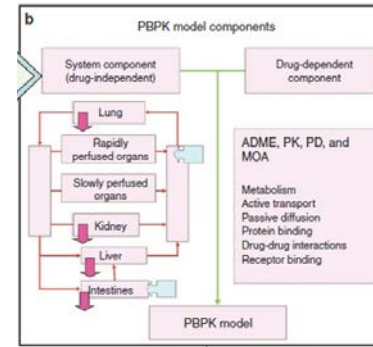 b
PBPK model components
System component
(drug-independent)
Drug-dependent
component
Lung
Rapidly perfused organs
Slowly perfused
organs
Kidney
Liver
Intestines
ADME, PK, PD, and
MOA
Metabolism
Active transport
Passive diffusion
Protein binding
Drug-drug interactions
Receptor binding
PBPK model